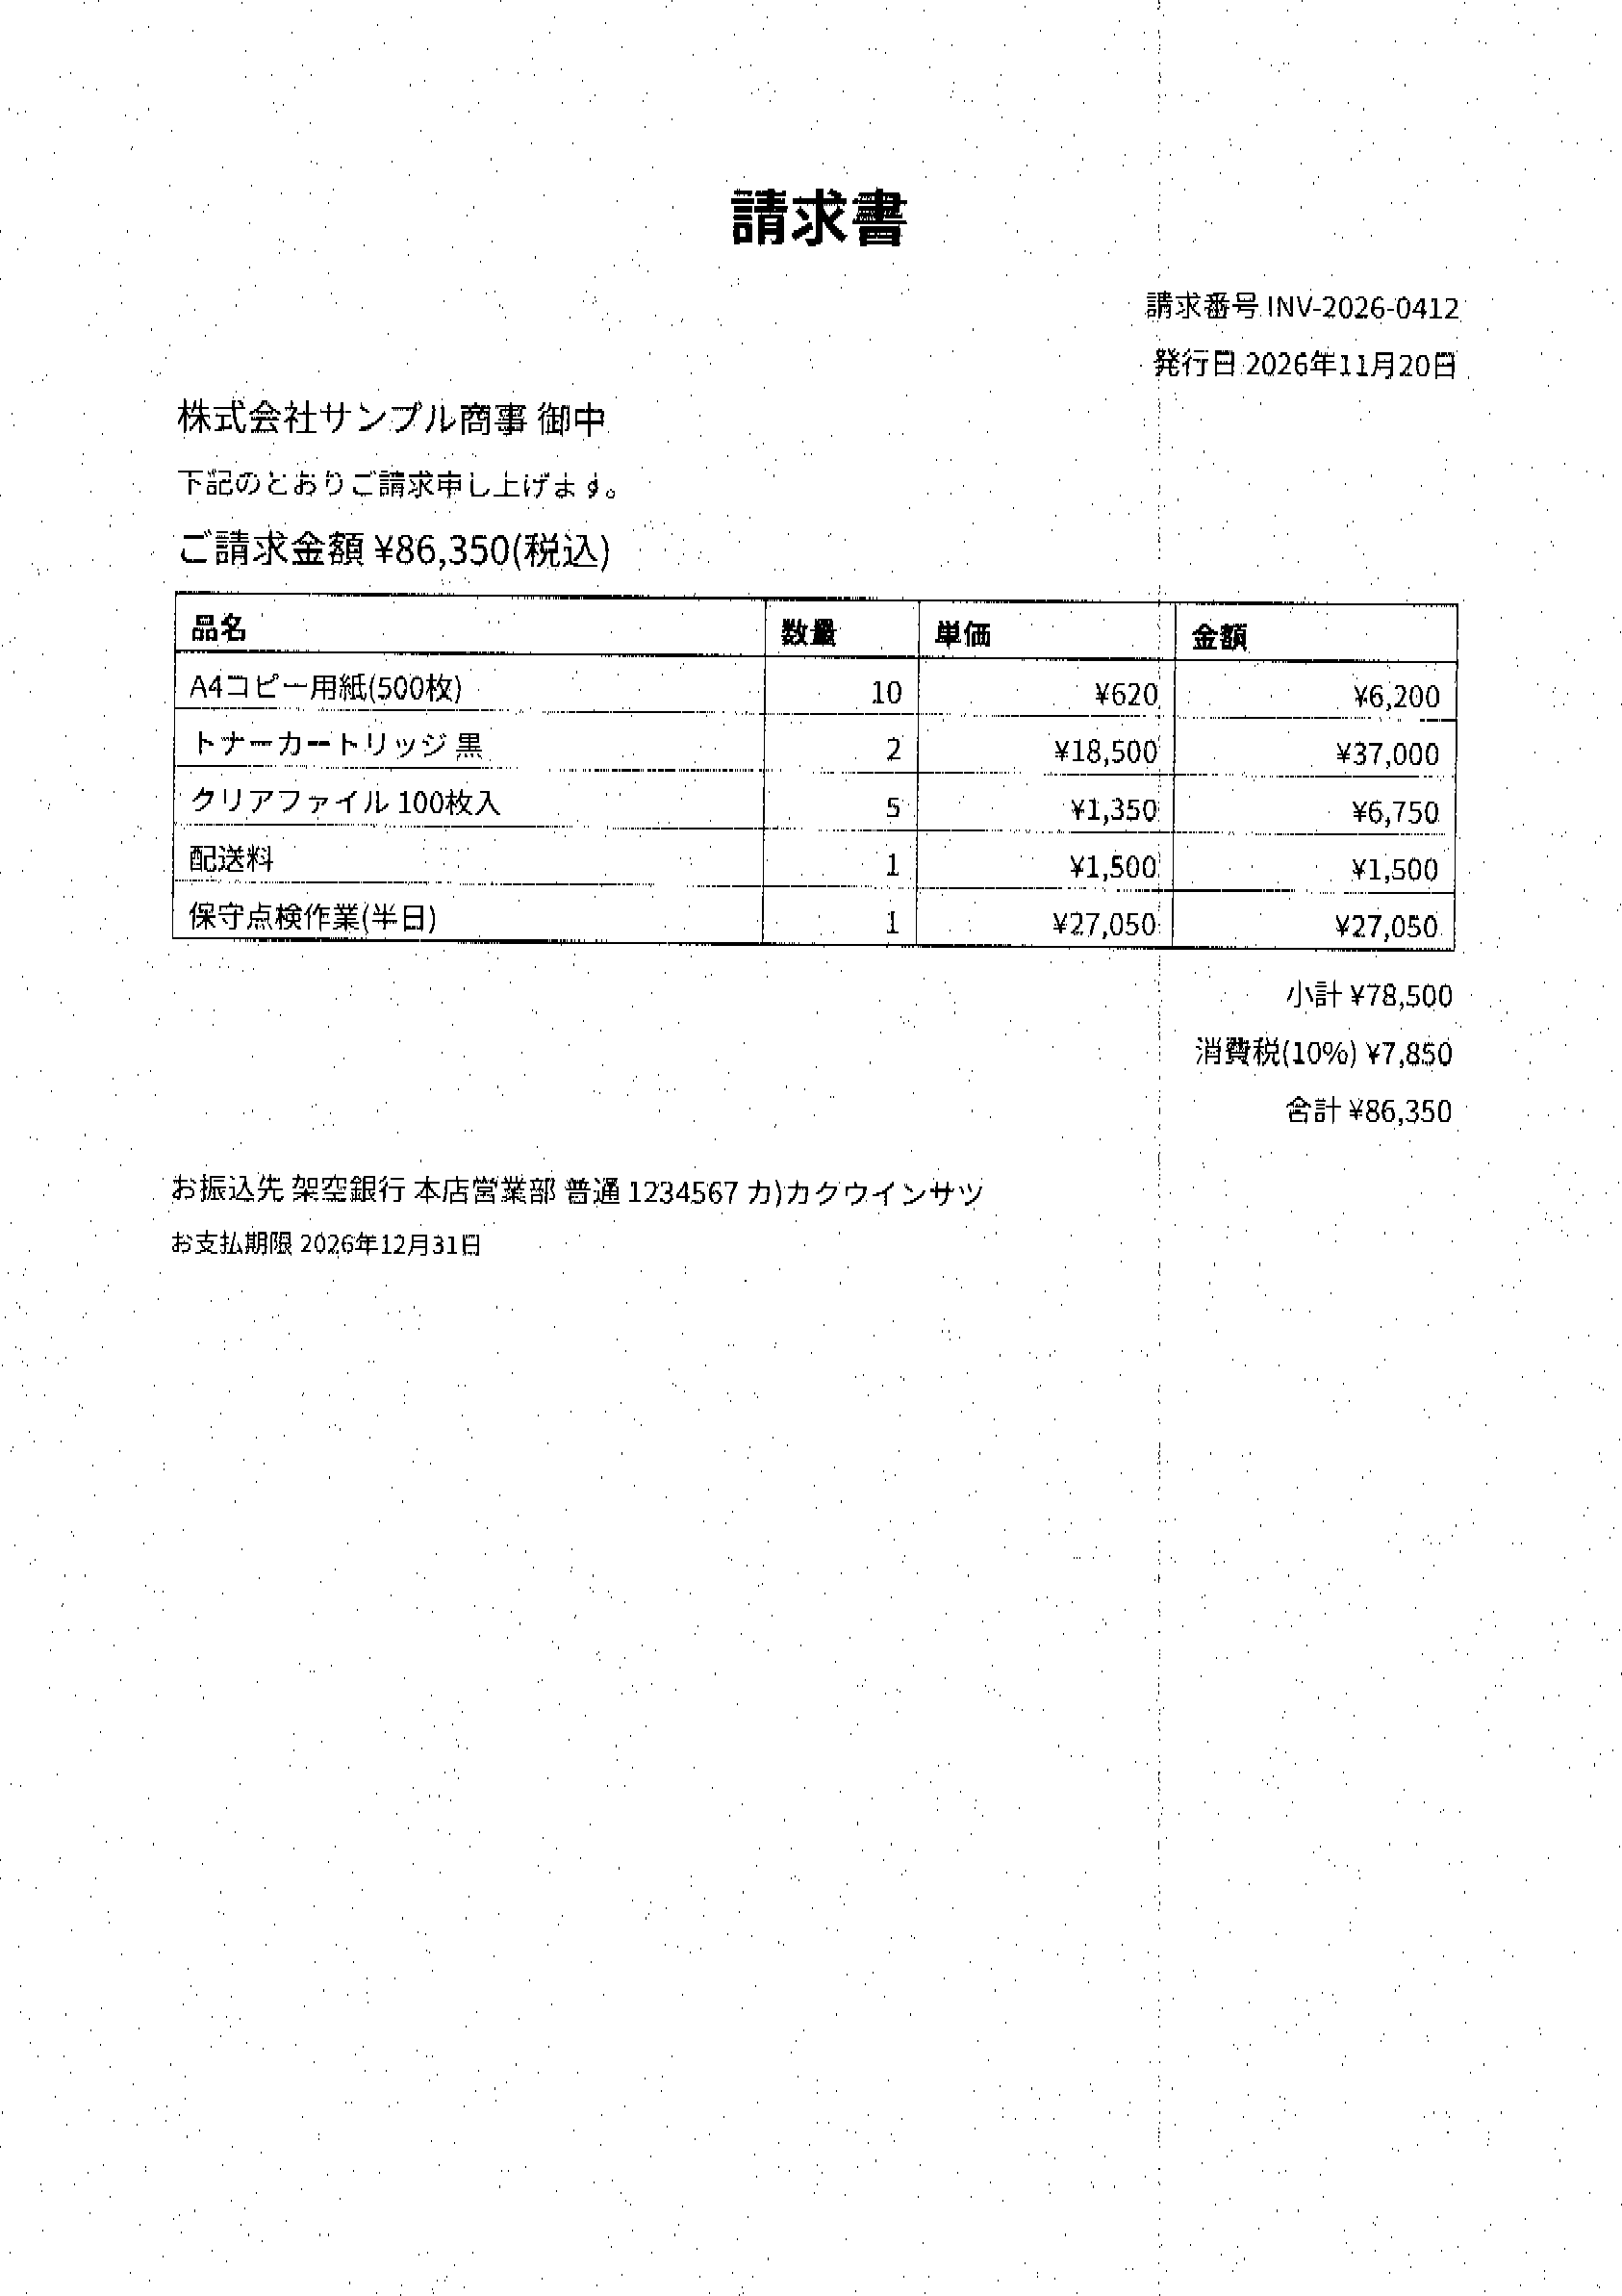 請求書
請求番号 INV-2026-0412
発行日 2026年11月20日
株式会社サンプル商事 御中
下記のとおりご請求申し上げます。
ご請求金額 ¥86,350(税込)
品名 数量 単価 金額
A4コピー用紙(500枚) 10 ¥620 ¥6,200
トナーカートリッジ 黒 2 ¥18,500 ¥37,000
クリアファイル 100枚入 5 ¥1,350 ¥6,750
配送料 1 ¥1,500 ¥1,500
保守点検作業(半日) 1 ¥27,050 ¥27,050
小計 ¥78,500
消費税(10%) ¥7,850
合計 ¥86,350
お振込先 架空銀行 本店営業部 普通 1234567 カ)カクウインサツ
お支払期限 2026年12月31日